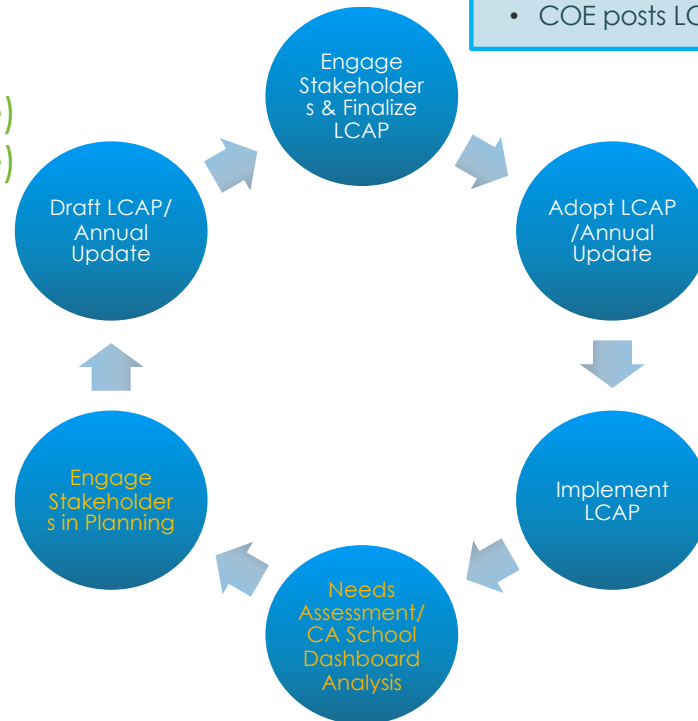 • COE posts LC
Engage
Stakeholder
s & Finalize
LCAP
)
)
Draft LCAP/
Annual
Update
Adopt LCAP
/Annual
Update
Engage
Stakeholder
s in Planning
Implement
LCAP
Needs
Assessment/
CA School
Dashboard
Analysis